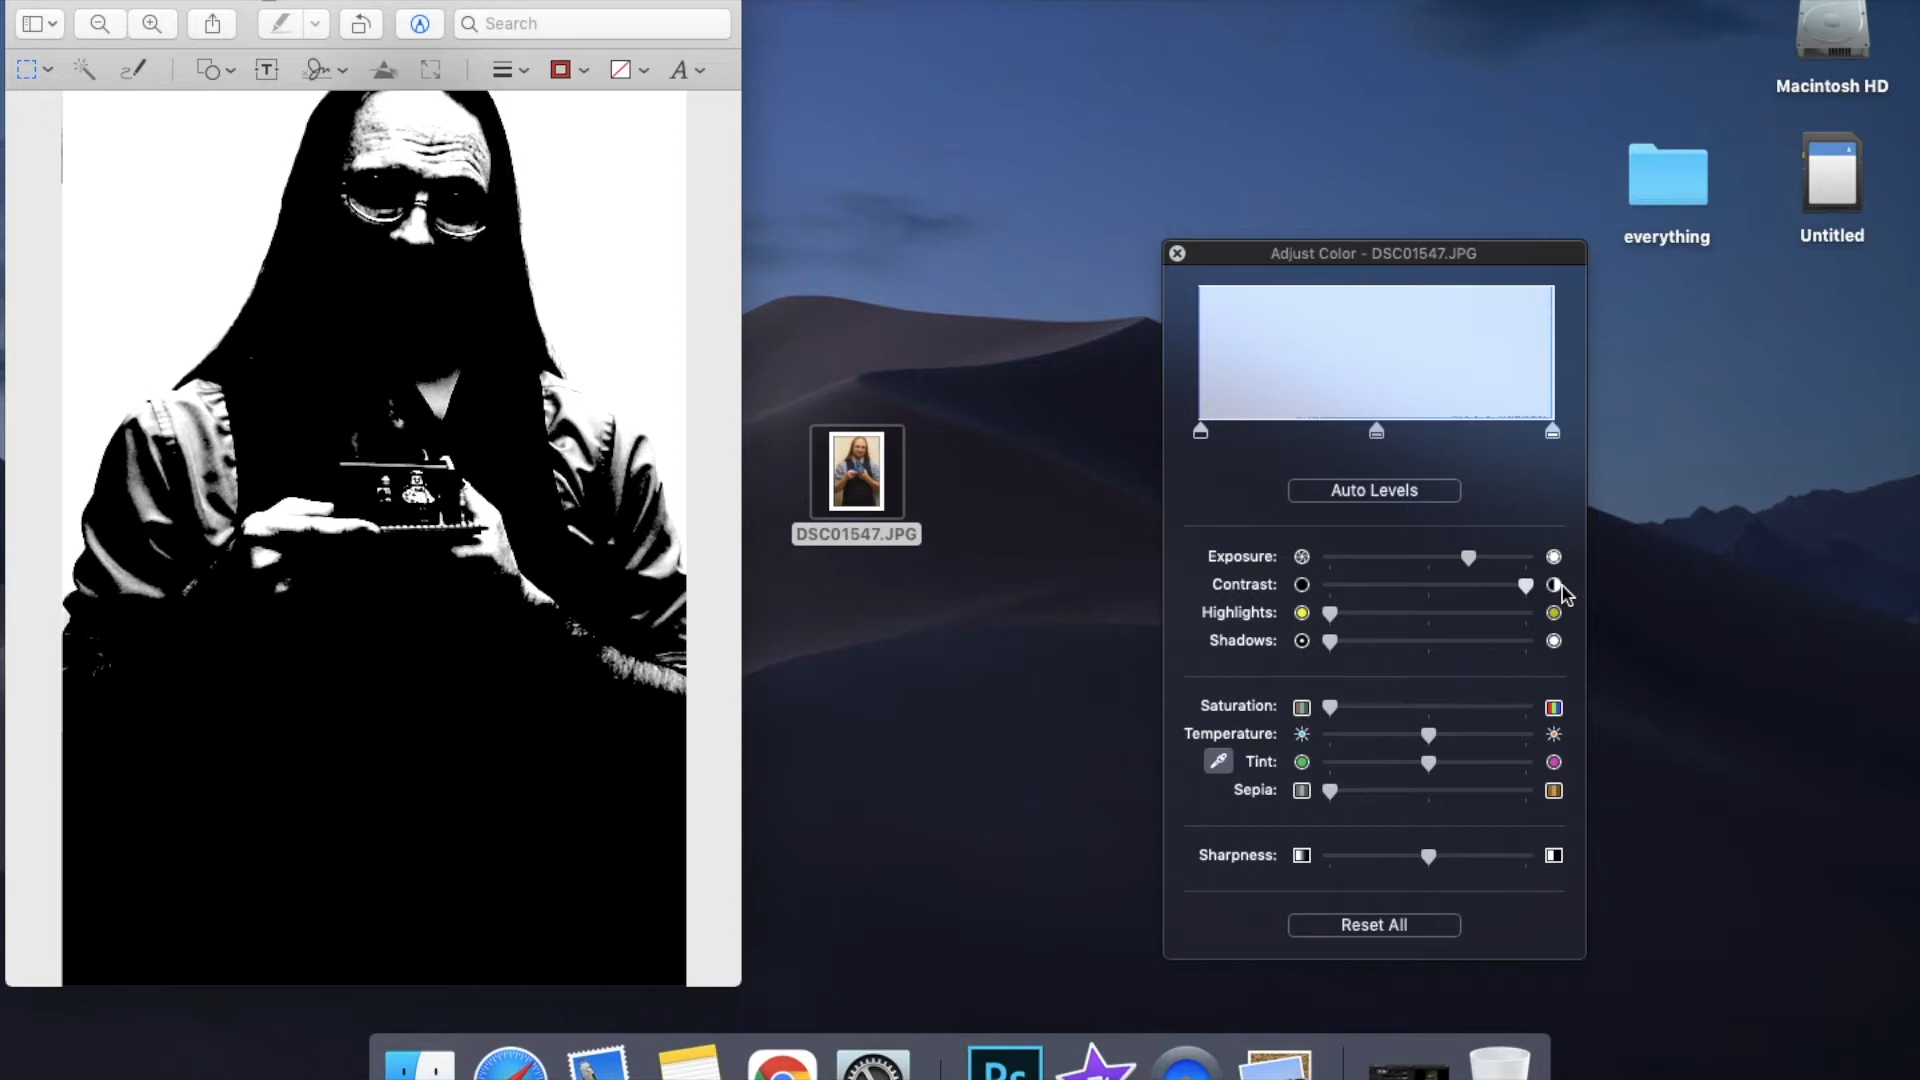 Search
T
A
Macintosh HD
everything
Untitled
DSC01547.JPG
Adjust Color - DSC01547.JPG
Auto Levels
Exposure:
Contrast:
Highlights:
Shadows:
Saturation:
Temperature:
Tint:
Sepia:
Sharpness:
Reset All
Ps